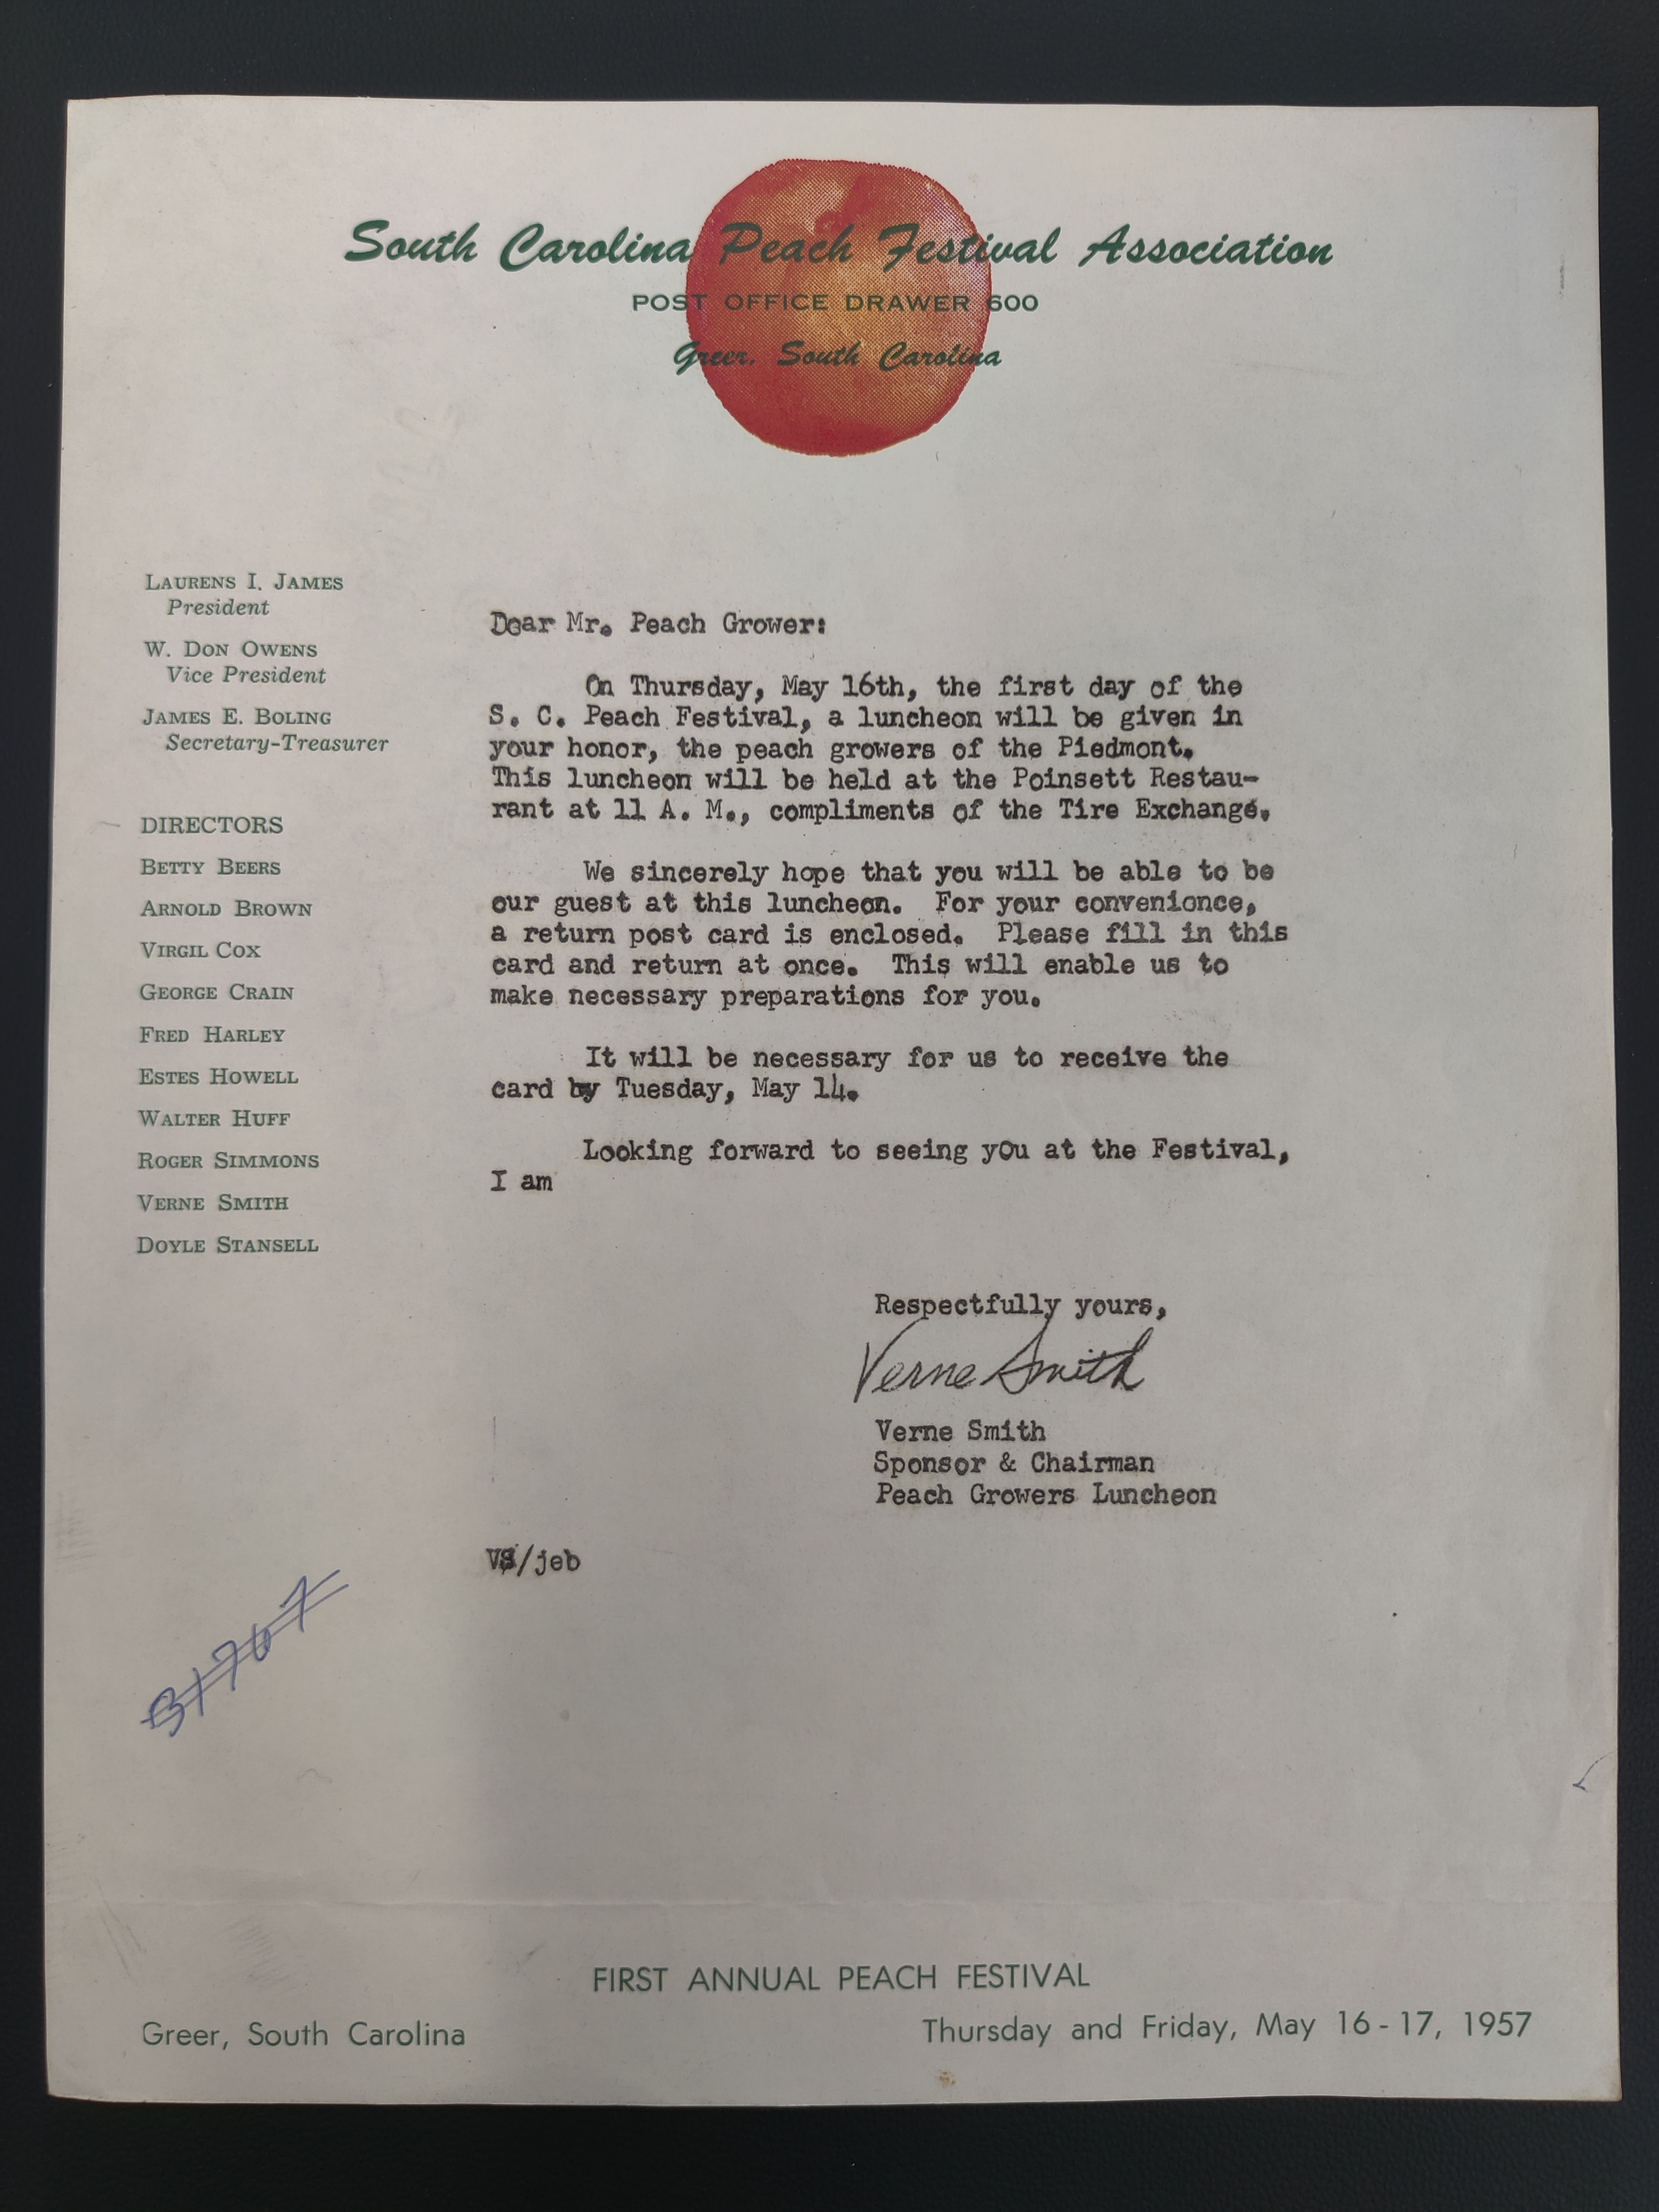 South Carolina Peach Festival Association
POST OFFICE DRAWER 600
Greer, South Carolina
LAURENS I. JAMES
President
W. DON OWENS
Vice President
JAMES E. BOLING
Secretary-Treasurer
DIRECTORS
BETTY BEERS
ARNOLD BROWN
VIRGIL COX
GEORGE CRAIN
FRED HARLEY
ESTES HOWELL
WALTER HUFF
ROGER SIMMONS
VERNE SMITH
DOYLE STANSELL
Dear Mr. Peach Grower:
On Thursday, May 16th, the first day of the
S. C. Peach Festival, a luncheon will be given in
your honor, the peach growers of the Piedmont.
This luncheon will be held at the Poinsett Restau-
rant at 11 A. M., compliments of the Tire Exchange.
We sincerely hope that you will be able to be
our guest at this luncheon. For your convenionce,
a return post card is enclosed. Please fill in this
card and return at once. This will enable us to
make necessary preparations for you.
It will be necessary for us to receive the
card by Tuesday, May 14.
Looking forward to seeing yOu at the Festival,
I am
Respectfully yours,
Verne Smith
Verne Smith
Sponsor & Chairman
Peach Growers Luncheon
VS/jeb
FIRST ANNUAL PEACH FESTIVAL
Greer, South Carolina
Thursday and Friday, May 16-17, 1957